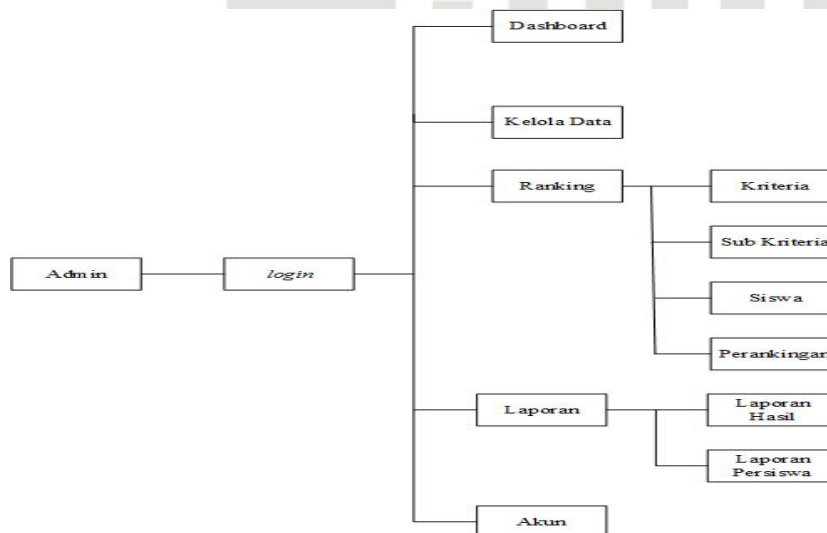 Dashboard
Kelola Data
Ranking
Kriteria
Sub Kriteria
Admin
login
Siswa
Perankingan
Laporan
Laporan
Hasil
Laporan
Persiswa
Akun